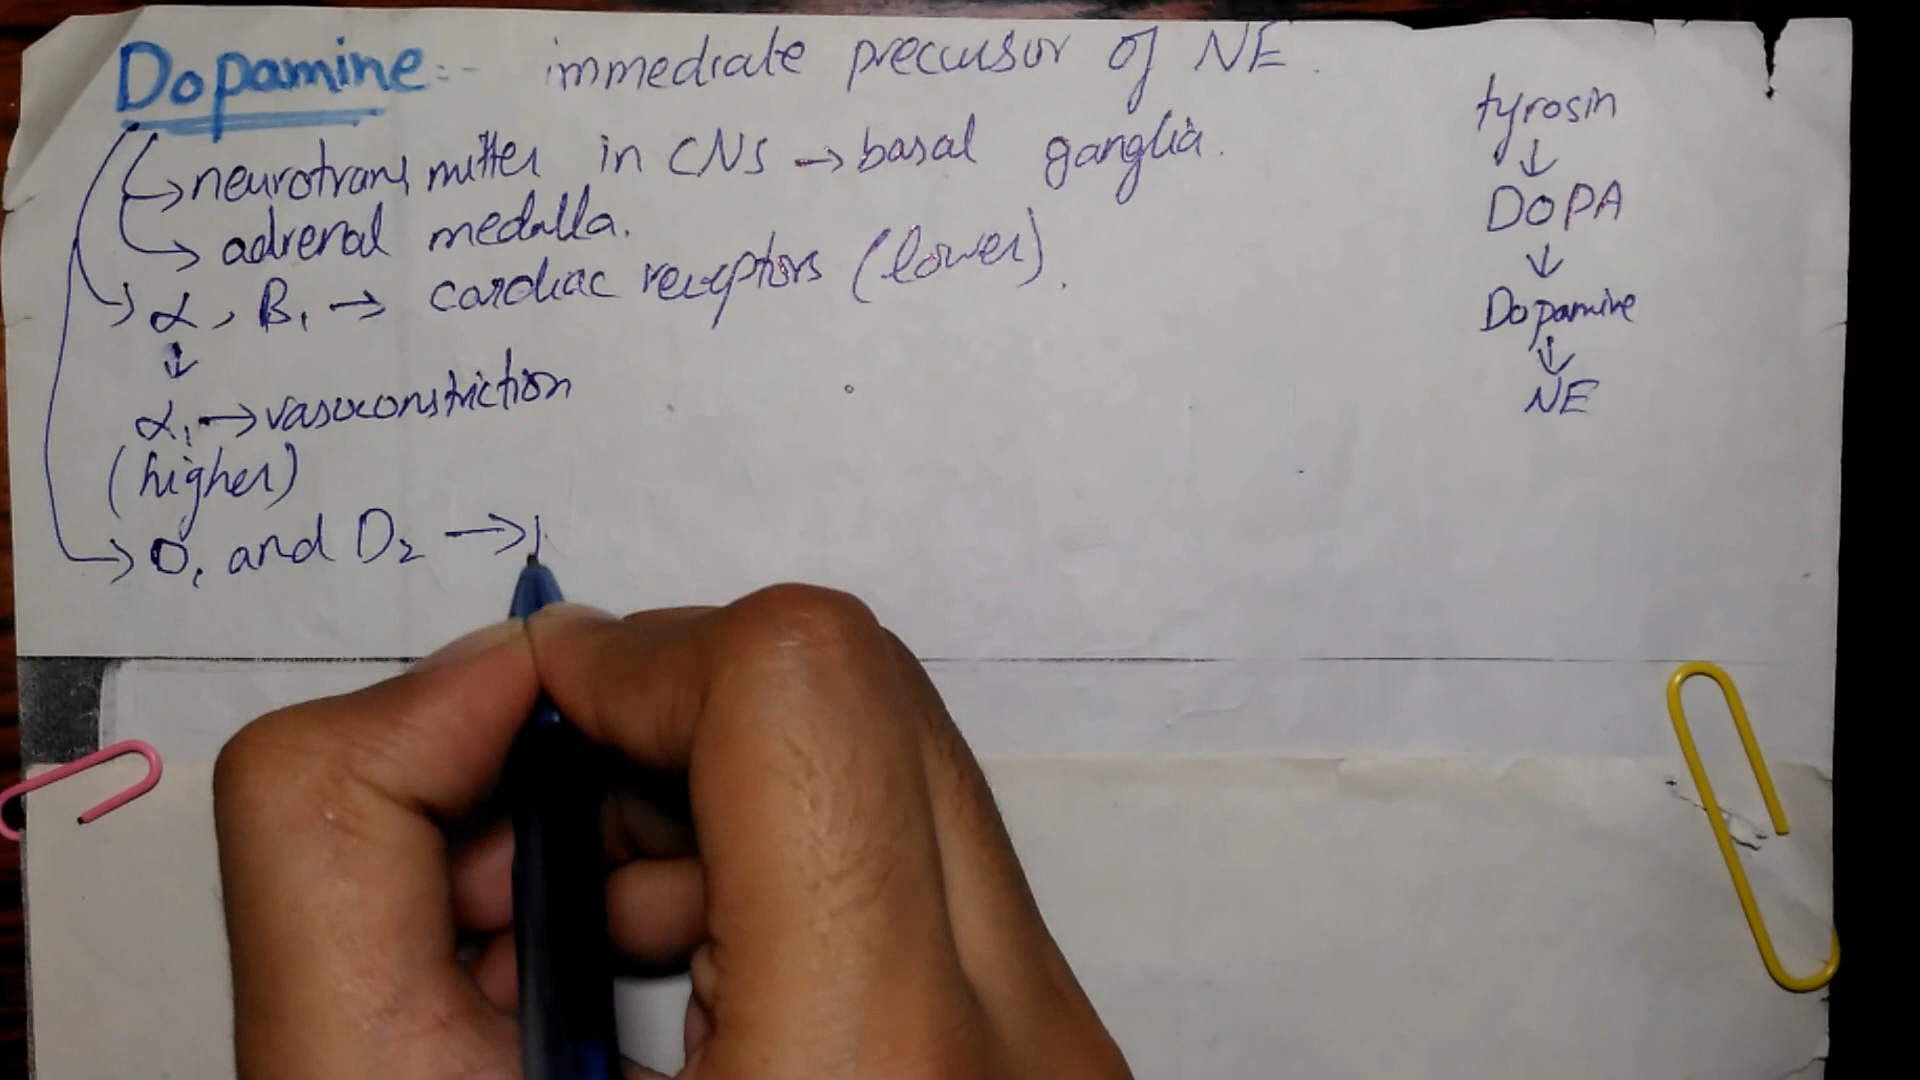 Dopamine:- immediate precursor of NE.
neurotransmitter in CNS → basal ganglia.
adrenal medulla.
α, B₁ → cardiac receptors (lower).
↓
α₁ → vasoconstriction
(higher)
D₁ and D₂ →
tyrosin
↓
DOPA
↓
Dopamine
↓
NE